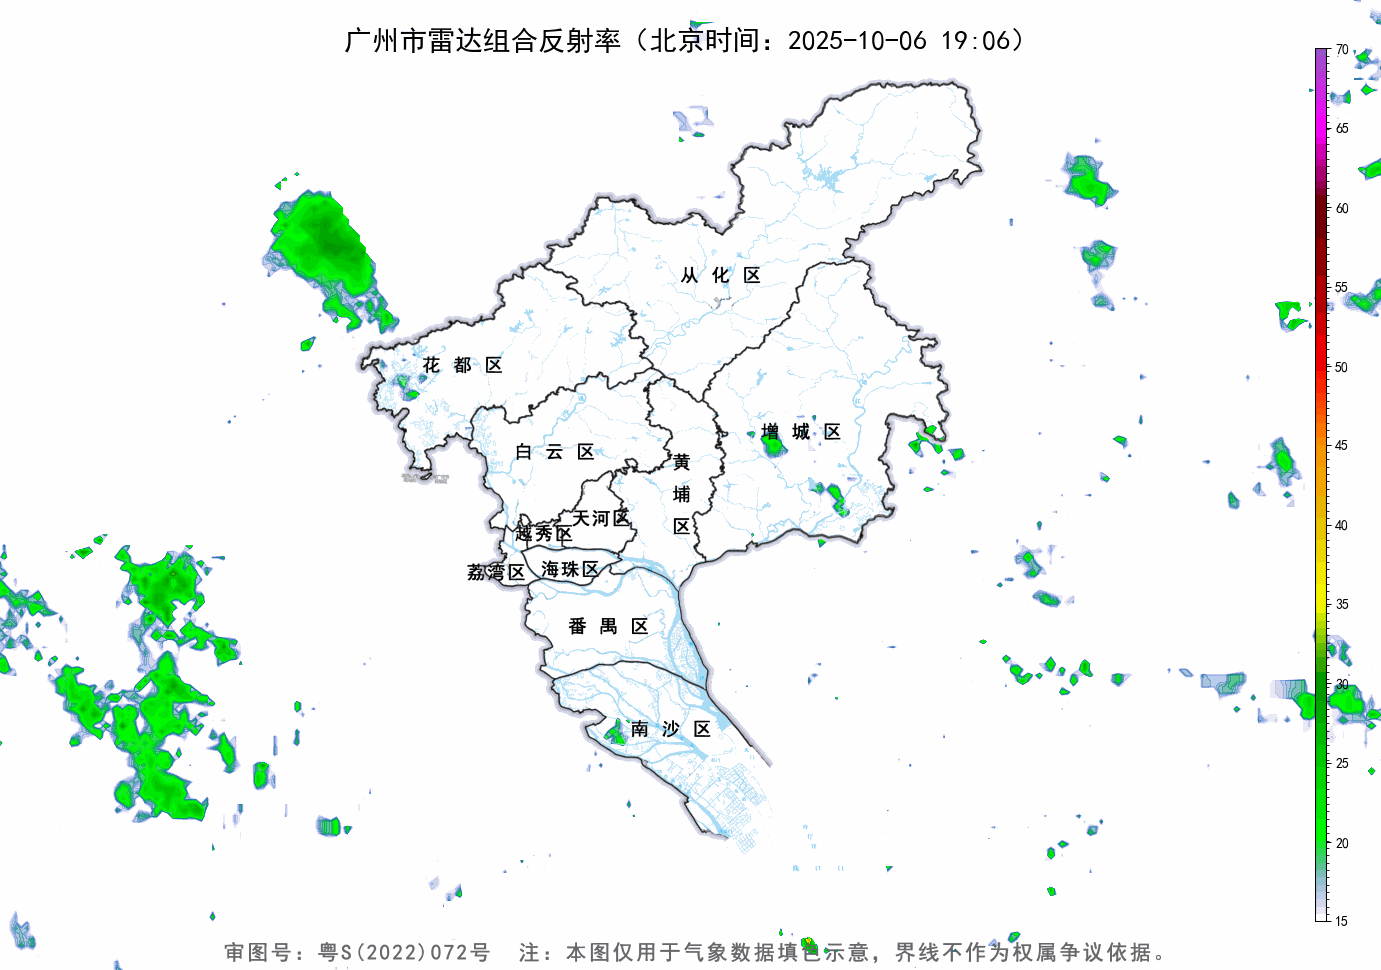 广州市雷达组合反射率（北京时间：2025-10-06 19:06）
70
65
60
55
50
45
40
35
30
25
20
15
从化区
花都区
增城区
白云区
黄埔区
天河区
越秀区
荔湾区
海珠区
番禺区
南沙区
审图号：粤S(2022)072号 注：本图仅用于气象数据填色示意，界线不作为权属争议依据。